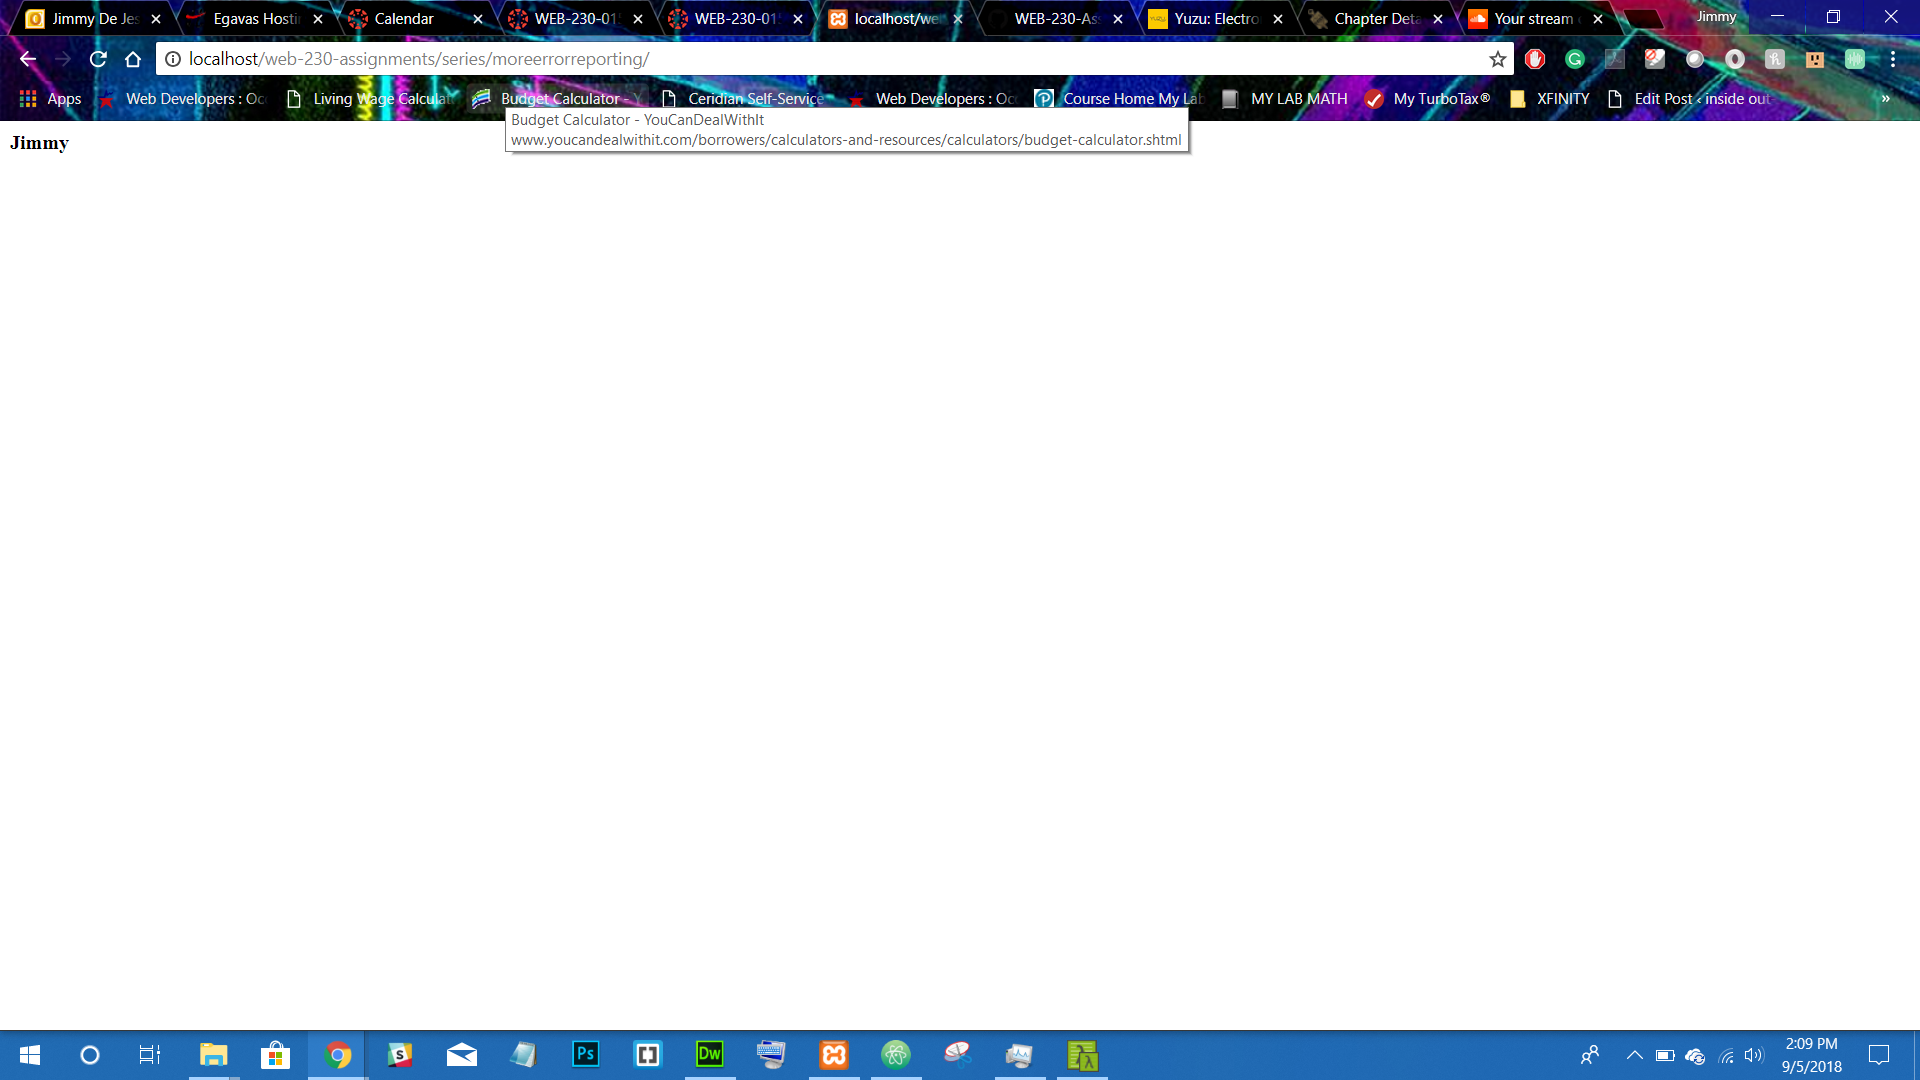 Jimmy De Jes
Egavas Hosti
Calendar
WEB-230-01
WEB-230-01
localhost/we
WEB-230-As
Yuzu: Electro
Chapter Deta
Your stream
Jimmy
localhost/web-230-assignments/series/moreerrorreporting/
Apps
Web Developers : Oc
Living Wage Calculat
Budget Calculator - Y
Ceridian Self-Service
Web Developers : Oc
Course Home My La
MY LAB MATH
My TurboTax®
XFINITY
Edit Post ‹ inside out
»
Budget Calculator - YouCanDealWithIt
www.youcandealwithit.com/borrowers/calculators-and-resources/calculators/budget-calculator.shtml
Jimmy
Ps
Dw
2:09 PM
9/5/2018